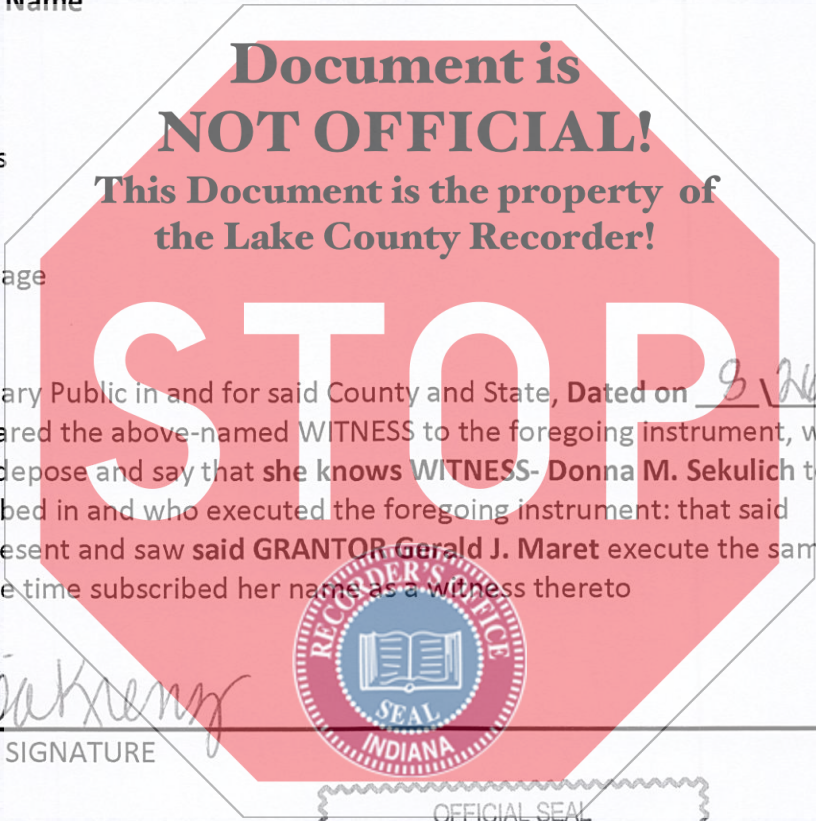 Name
Document is
NOT OFFICIAL!
This Document is the property of
the Lake County Recorder!
s
age
STOP
ary Public in and for said County and State, Dated on 8\
ared the above-named WITNESS to the foregoing instrument, w
depose and say that she knows WITNESS- Donna M. Sekulich t
bed in and who executed the foregoing instrument: that said
esent and saw said GRANTOR Gerald J. Maret execute the sam
e time subscribed her name as a witness thereto
RECORDER'S OFFICE
SEAL
INDIANA
SIGNATURE
OFFICIAL SEAL